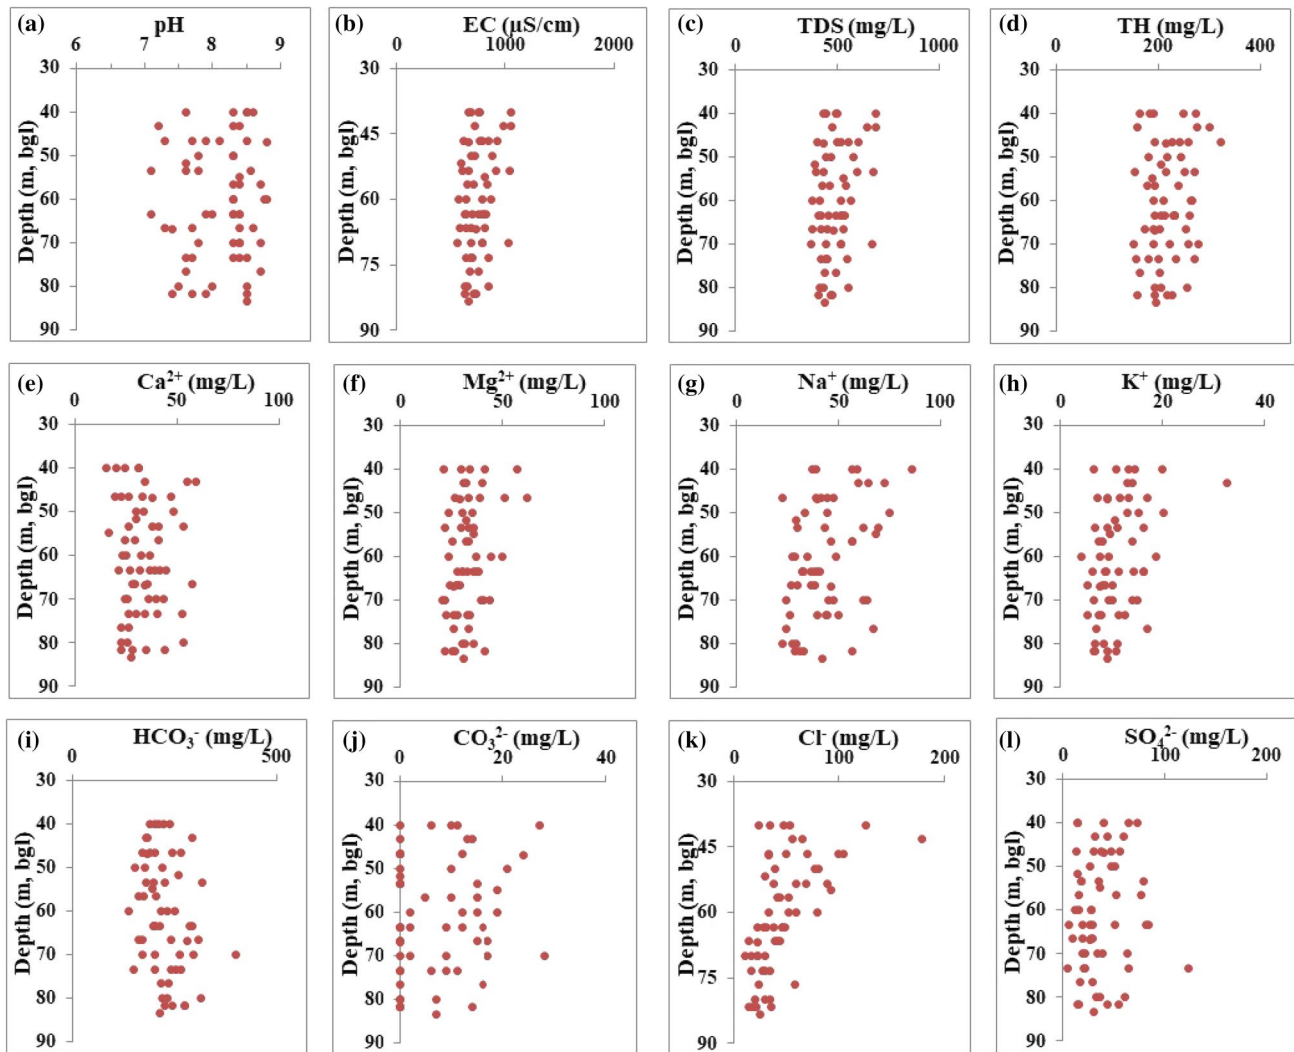 (a) pH
6 7 8 9
30
40
50
60
70
80
90
Depth (m, bgl)
(b) EC (µS/cm)
0 1000 2000
30
45
60
75
90
Depth (m, bgl)
(c) TDS (mg/L)
0 500 1000
30
40
50
60
70
80
90
Depth (m, bgl)
(d) TH (mg/L)
0 200 400
30
40
50
60
70
80
90
Depth (m, bgl)
(e) Ca²⁺ (mg/L)
0 50 100
30
40
50
60
70
80
90
Depth (m, bgl)
(f) Mg²⁺ (mg/L)
0 100
30
40
50
60
70
80
90
Depth (m, bgl)
(g) Na⁺ (mg/L)
0 50 100
30
40
50
60
70
80
90
Depth (m, bgl)
(h) K⁺ (mg/L)
0 20 40
30
40
50
60
70
80
90
Depth (m, bgl)
(i) HCO₃⁻ (mg/L)
0 500
30
40
50
60
70
80
90
Depth (m, bgl)
(j) CO₃²⁻ (mg/L)
0 20 40
30
40
50
60
70
80
90
Depth (m, bgl)
(k) Cl⁻ (mg/L)
0 100 200
30
45
60
75
90
Depth (m, bgl)
(l) SO₄²⁻ (mg/L)
0 100 200
30
40
50
60
70
80
90
Depth (m, bgl)